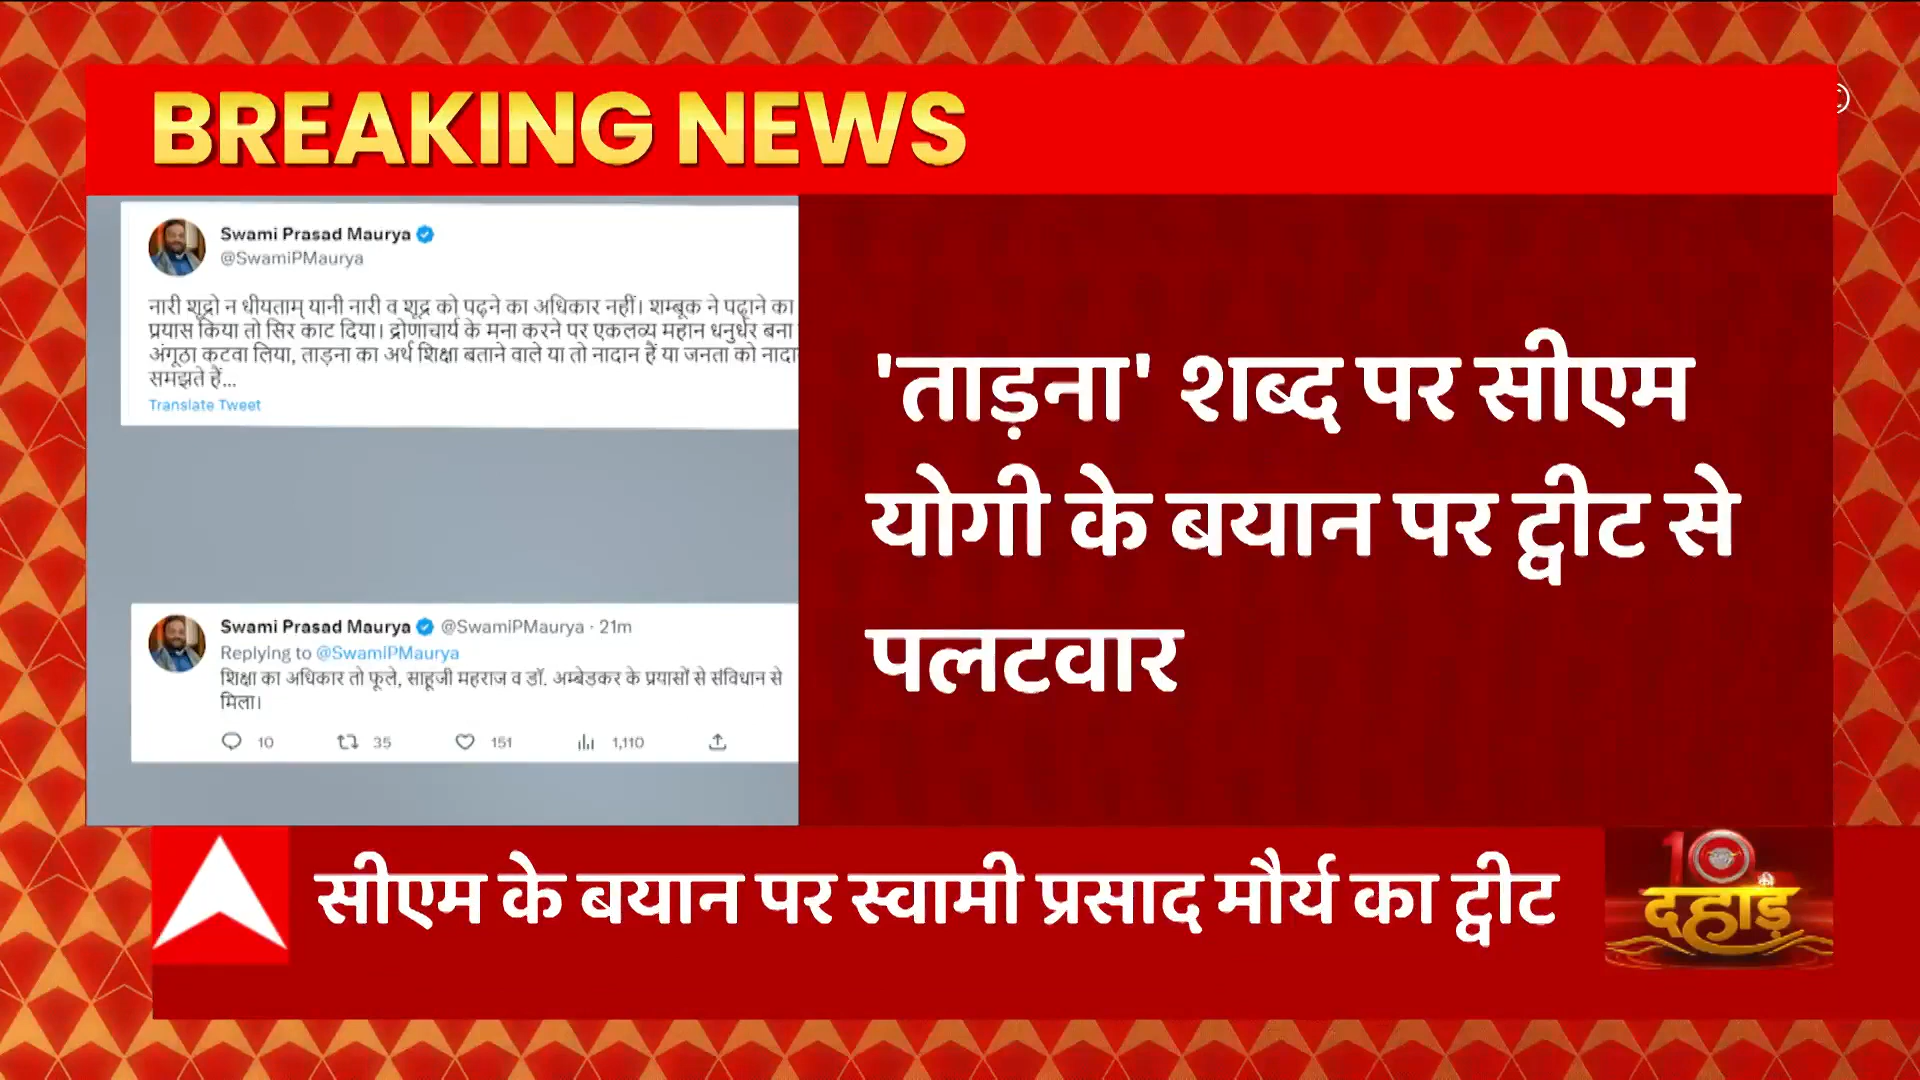 BREAKING NEWS
Swami Prasad Maurya
@SwamiPMaurya
नारी शूद्रो न धीयताम् यानी नारी व शूद्र को पढ़ने का अधिकार नहीं। शम्बूक ने पढ़ाने का
प्रयास किया तो सिर काट दिया। द्रोणाचार्य के मना करने पर एकलव्य महान धनुर्धर बना
अंगूठा कटवा लिया, ताड़ना का अर्थ शिक्षा बताने वाले या तो नादान हैं या जनता को
समझते हैं...
Translate Tweet
Swami Prasad Maurya @SwamiPMaurya · 21m
Replying to @SwamiPMaurya
शिक्षा का अधिकार तो फूले, साहूजी महराज व डॉ. अम्बेडकर के प्रयासों से संविधान से
मिला।
10 35 151 1,110
'ताड़ना' शब्द पर सीएम
योगी के बयान पर ट्वीट से
पलटवार
सीएम के बयान पर स्वामी प्रसाद मौर्य का ट्वीट
10 की
दहाड़